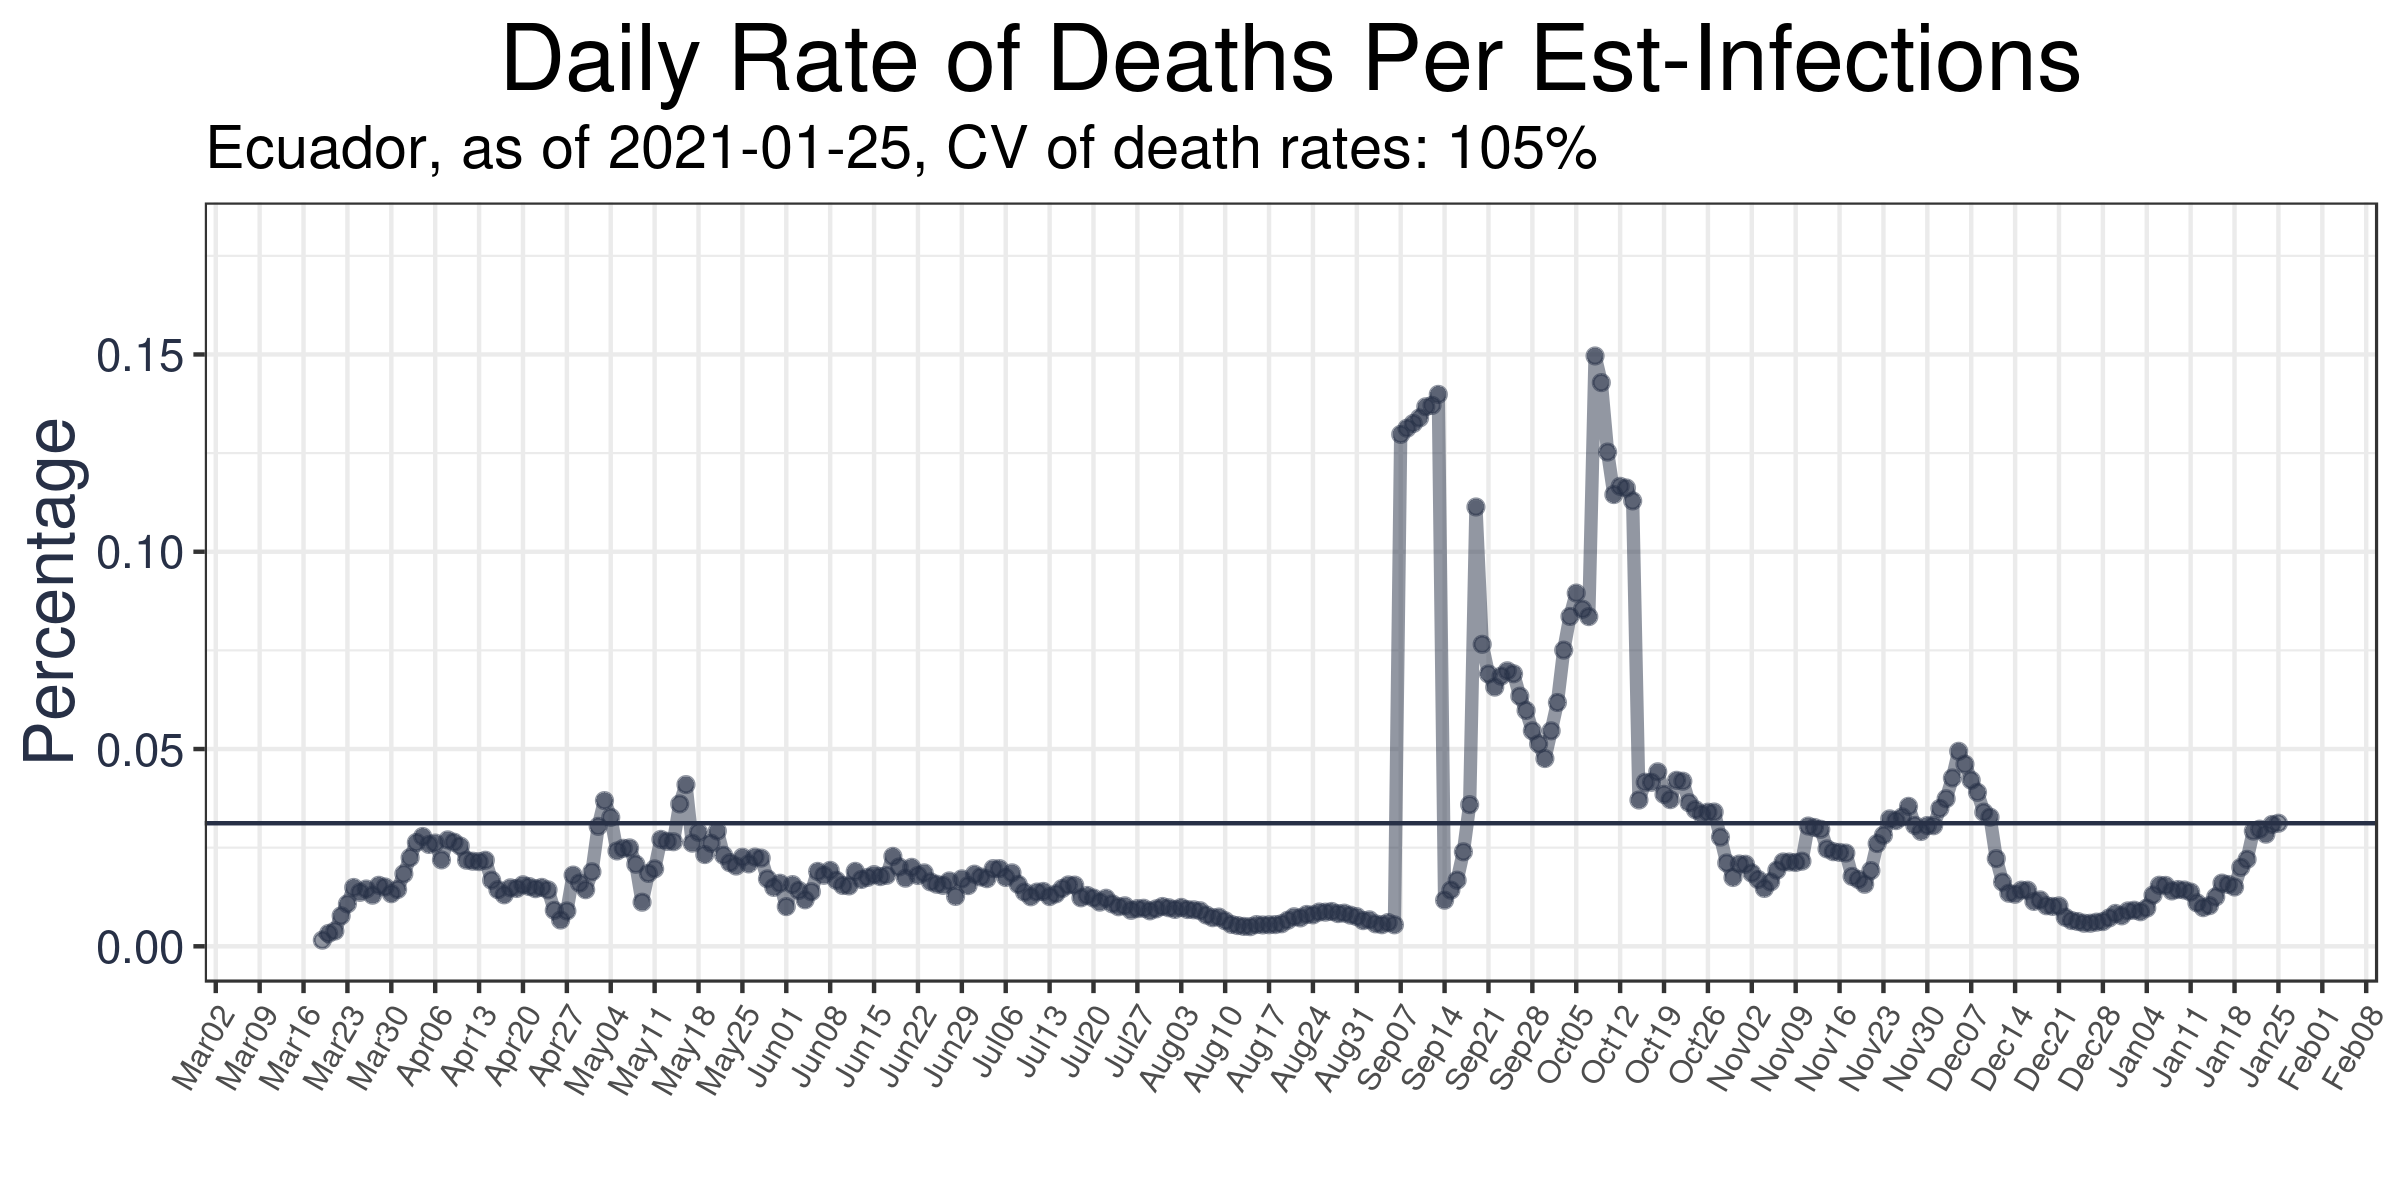 Daily Rate of Deaths Per Est-Infections
Ecuador, as of 2021-01-25, CV of death rates: 105%
Percentage
0.15
0.10
0.05
0.00
Mar02
Mar09
Mar16
Mar23
Mar30
Apr06
Apr13
Apr20
Apr27
May04
May11
May18
May25
Jun01
Jun08
Jun15
Jun22
Jun29
Jul06
Jul13
Jul20
Jul27
Aug03
Aug10
Aug17
Aug24
Aug31
Sep07
Sep14
Sep21
Sep28
Oct05
Oct12
Oct19
Oct26
Nov02
Nov09
Nov16
Nov23
Nov30
Dec07
Dec14
Dec21
Dec28
Jan04
Jan11
Jan18
Jan25
Feb01
Feb08